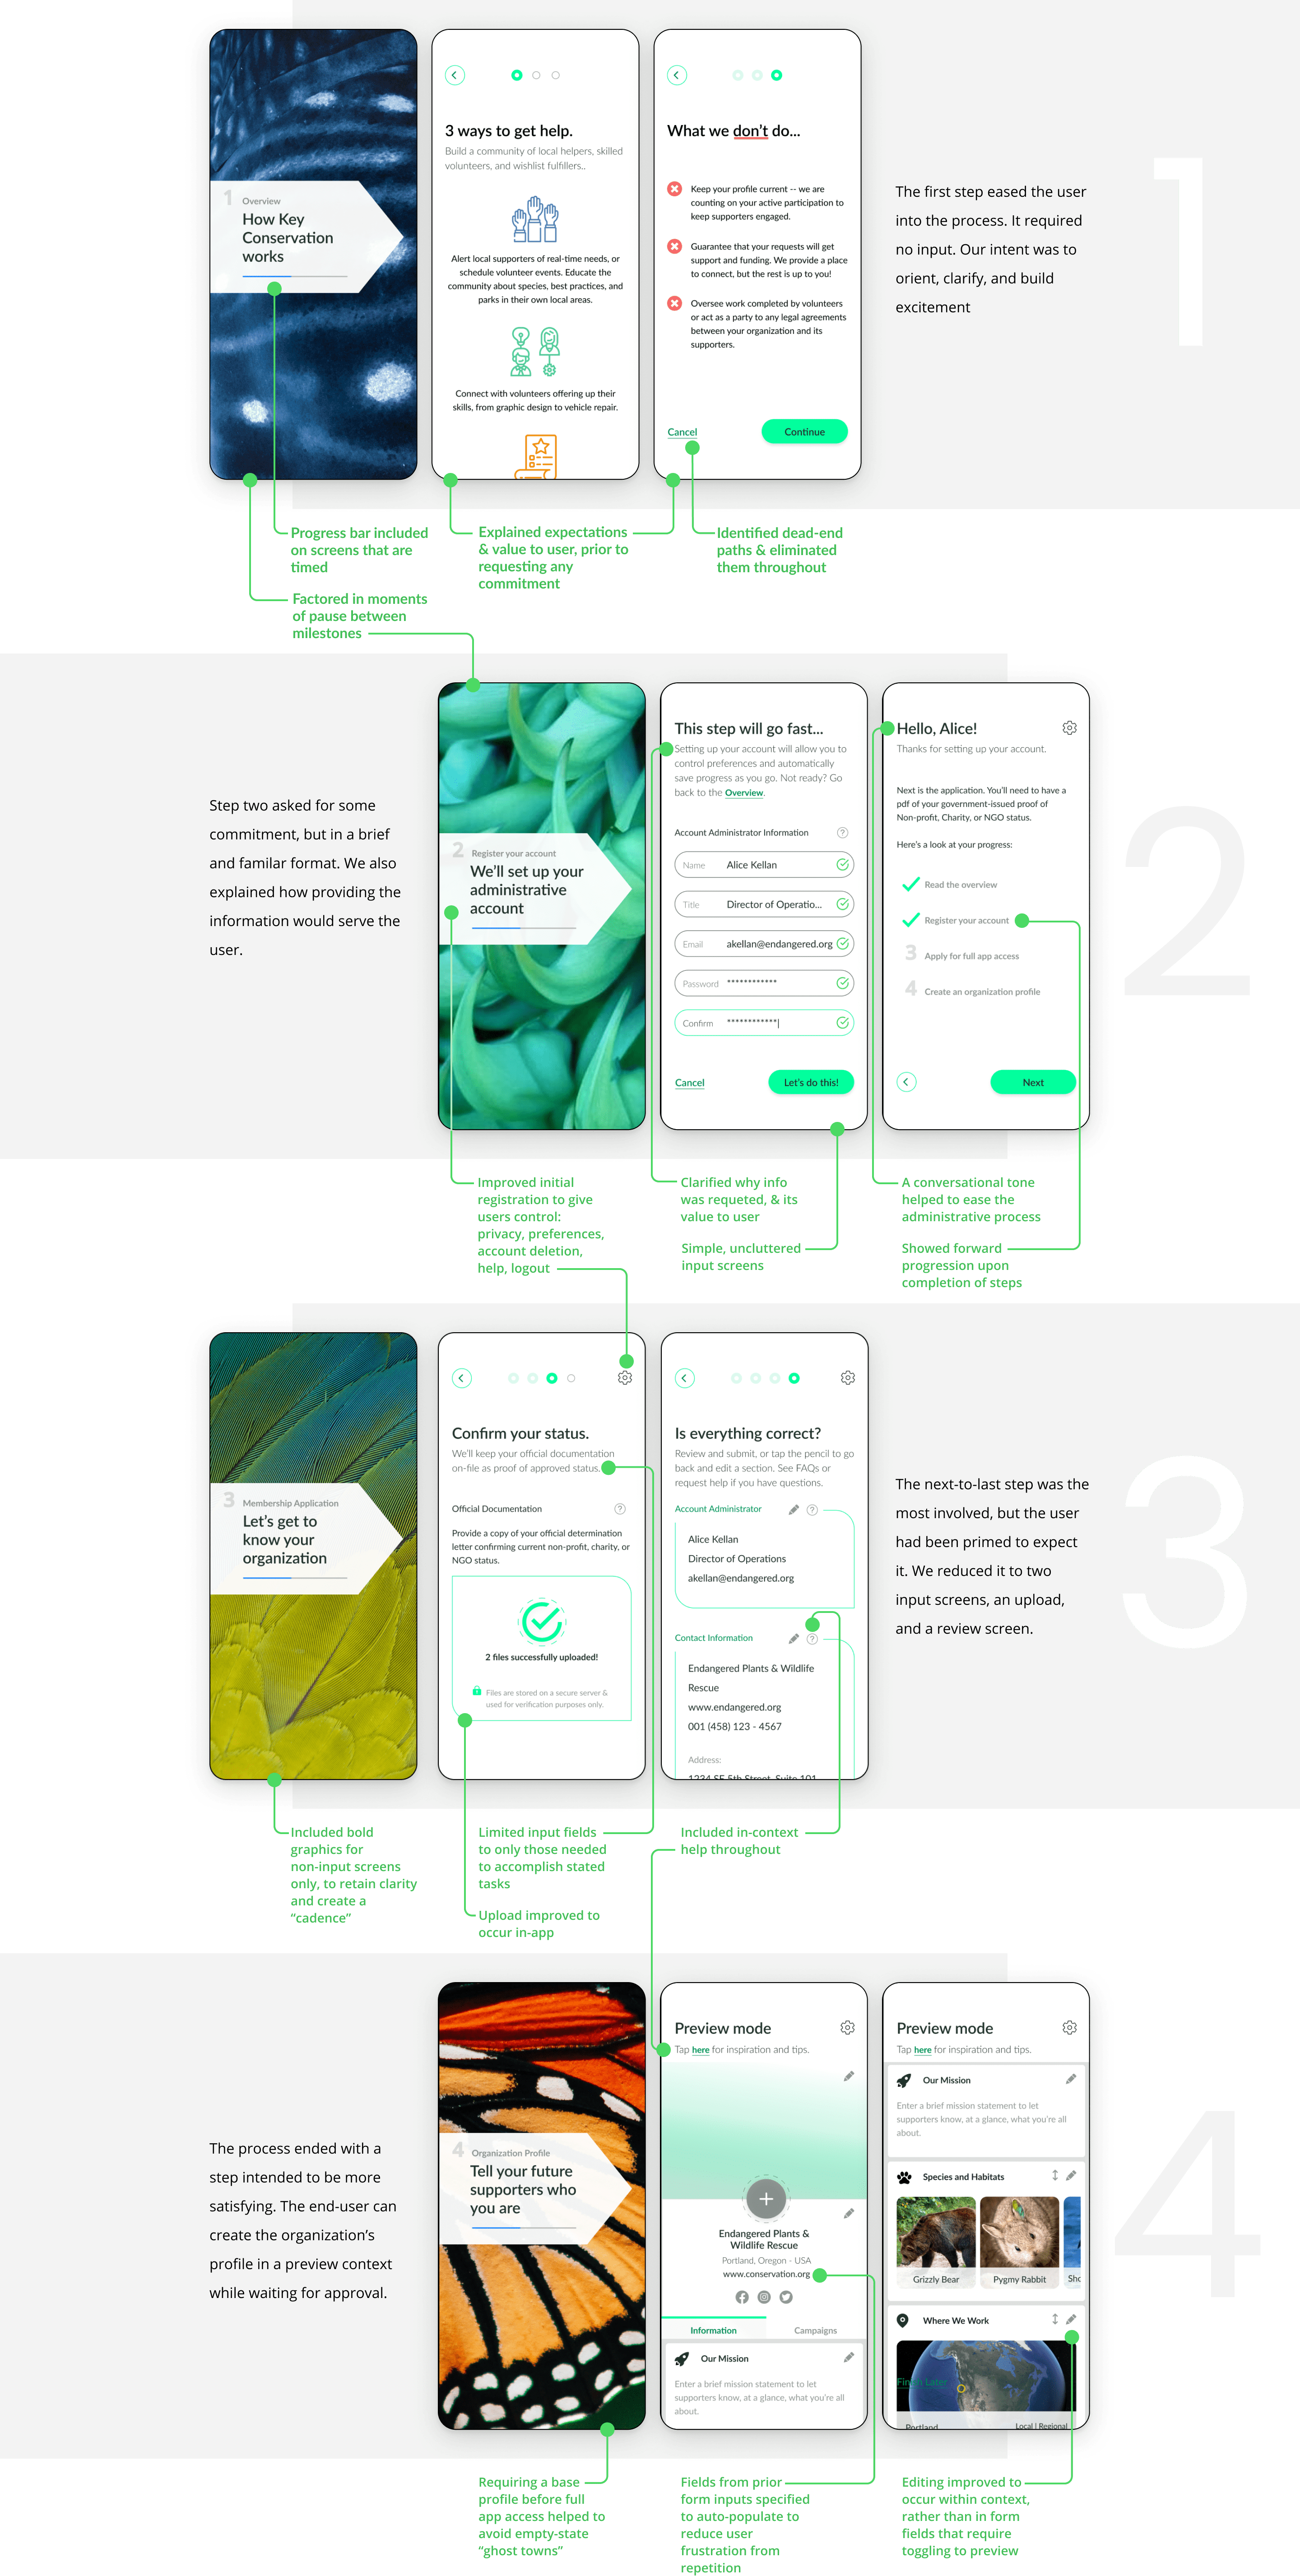 1 Overview
How Key
Conservation
works
3 ways to get help.
Build a community of local helpers, skilled
volunteers, and wishlist fulfillers..
Alert local supporters of real-time needs, or
schedule volunteer events. Educate the
community about species, best practices, and
parks in their own local areas.
Connect with volunteers offering up their
skills, from graphic design to vehicle repair.
What we don't do...
Keep your profile current -- we are
counting on your active participation to
keep supporters engaged.
Guarantee that your requests will get
support and funding. We provide a place
to connect, but the rest is up to you!
Oversee work completed by volunteers
or act as a party to any legal agreements
between your organization and its
supporters.
Cancel
Continue
The first step eased the user
into the process. It required
no input. Our intent was to
orient, clarify, and build
excitement
1
Progress bar included
on screens that are
timed
Factored in moments
of pause between
milestones
Explained expectations
& value to user, prior to
requesting any
commitment
Identified dead-end
paths & eliminated
them throughout
Step two asked for some
commitment, but in a brief
and familar format. We also
explained how providing the
information would serve the
user.
2 Register your account
We'll set up your
administrative
account
This step will go fast...
Setting up your account will allow you to
control preferences and automatically
save progress as you go. Not ready? Go
back to the Overview.
Account Administrator Information ?
Name Alice Kellan
Title Director of Operatio...
Email akellan@endangered.org
Password ************
Confirm ************|
Cancel
Let's do this!
Hello, Alice!
Thanks for setting up your account.
Next is the application. You'll need to have a
pdf of your government-issued proof of
Non-profit, Charity, or NGO status.
Here's a look at your progress:
Read the overview
Register your account
3 Apply for full app access
4 Create an organization profile
Next
2
Improved initial
registration to give
users control:
privacy, preferences,
account deletion,
help, logout
Clarified why info
was requeted, & its
value to user
Simple, uncluttered
input screens
A conversational tone
helped to ease the
administrative process
Showed forward
progression upon
completion of steps
3 Membership Application
Let's get to
know your
organization
Confirm your status.
We'll keep your official documentation
on-file as proof of approved status.
Official Documentation ?
Provide a copy of your official determination
letter confirming current non-profit, charity, or
NGO status.
2 files successfully uploaded!
Files are stored on a secure server &
used for verification purposes only.
Is everything correct?
Review and submit, or tap the pencil to go
back and edit a section. See FAQs or
request help if you have questions.
Account Administrator ?
Alice Kellan
Director of Operations
akellan@endangered.org
Contact Information ?
Endangered Plants & Wildlife
Rescue
www.endangered.org
001 (458) 123 - 4567
Address:
1234 SE 5th Street, Suite 101
The next-to-last step was the
most involved, but the user
had been primed to expect
it. We reduced it to two
input screens, an upload,
and a review screen.
3
Included bold
graphics for
non-input screens
only, to retain clarity
and create a
“cadence”
Limited input fields
to only those needed
to accomplish stated
tasks
Upload improved to
occur in-app
Included in-context
help throughout
The process ended with a
step intended to be more
satisfying. The end-user can
create the organization's
profile in a preview context
while waiting for approval.
4 Organization Profile
Tell your future
supporters who
you are
Preview mode
Tap here for inspiration and tips.
Endangered Plants &
Wildlife Rescue
Portland, Oregon - USA
www.conservation.org
Information Campaigns
Our Mission
Enter a brief mission statement to let
supporters know, at a glance, what you're all
about.
Preview mode
Tap here for inspiration and tips.
Our Mission
Enter a brief mission statement to let
supporters know, at a glance, what you're all
about.
Species and Habitats
Grizzly Bear Pygmy Rabbit Sho
Where We Work
Finish Later
Portland Local | Regional
4
Requiring a base
profile before full
app access helped to
avoid empty-state
“ghost towns”
Fields from prior
form inputs specified
to auto-populate to
reduce user
frustration from
repetition
Editing improved to
occur within context,
rather than in form
fields that require
toggling to preview